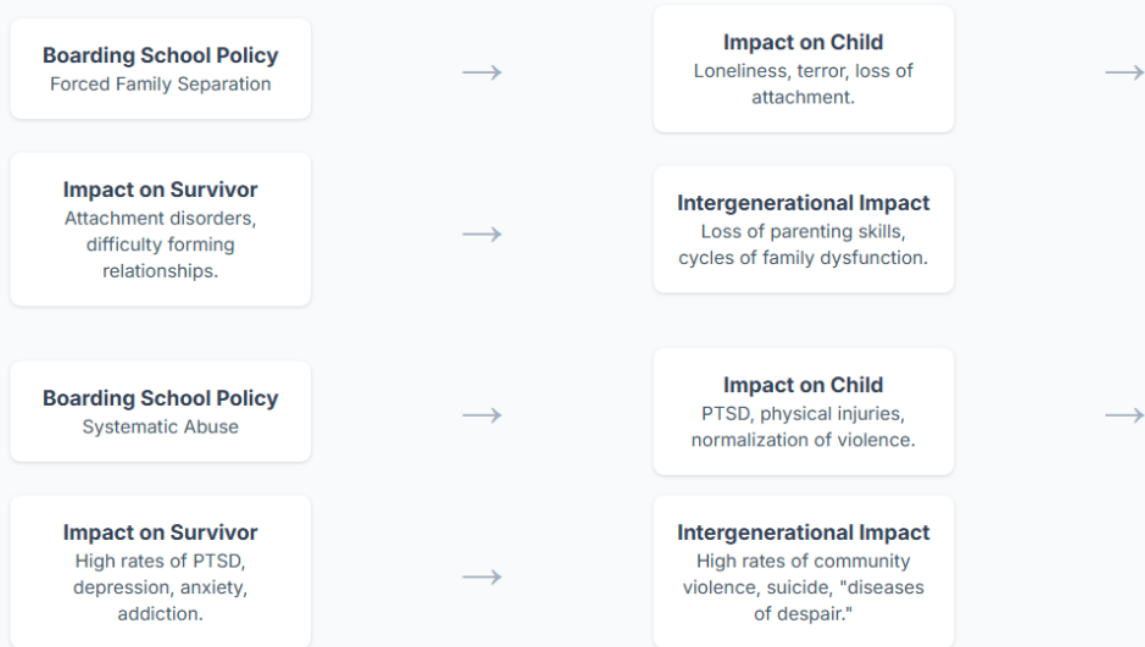 Boarding School Policy
Forced Family Separation
→
Impact on Child
Loneliness, terror, loss of
attachment.
→
Impact on Survivor
Attachment disorders,
difficulty forming
relationships.
→
Intergenerational Impact
Loss of parenting skills,
cycles of family dysfunction.
Boarding School Policy
Systematic Abuse
→
Impact on Child
PTSD, physical injuries,
normalization of violence.
→
Impact on Survivor
High rates of PTSD,
depression, anxiety,
addiction.
→
Intergenerational Impact
High rates of community
violence, suicide, "diseases
of despair."